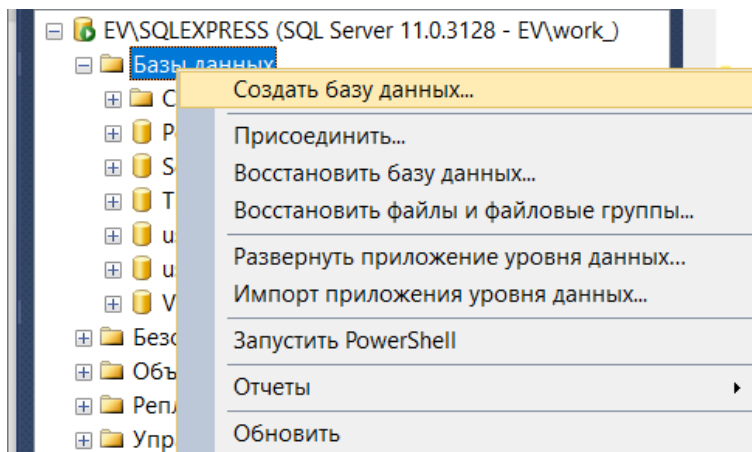 EV\SQLEXPRESS (SQL Server 11.0.3128 - EV\work_)
Базы данных
Создать базу данных...
Присоединить...
Восстановить базу данных...
Восстановить файлы и файловые группы...
Развернуть приложение уровня данных...
Импорт приложения уровня данных...
Запустить PowerShell
Отчеты
Обновить